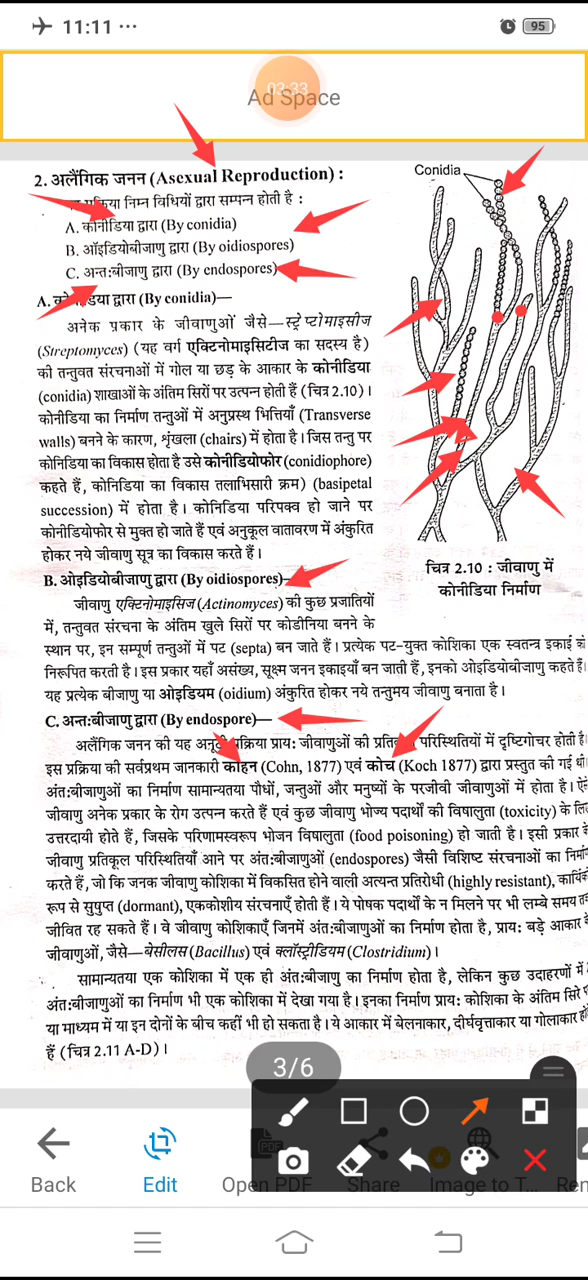 11:11 ...
95
Ad Space
03:33
2. अलैंगिक जनन (Asexual Reproduction) :
प्रक्रिया निम्न विधियों द्वारा सम्पन्न होती है :
A. कोनीडिया द्वारा (By conidia)
B. ऑइडियोबीजाणु द्वारा (By oidiospores)
C. अन्त:बीजाणु द्वारा (By endospores)
A. द्वारा (By conidia)—
अनेक प्रकार के जीवाणुओं जैसे—स्ट्रेप्टोमाइसीज
(Streptomyces) (यह वर्ग एक्टिनोमाइसिटीज का सदस्य है)
की तन्तुवत संरचनाओं में गोल या छड़ के आकार के कोनीडिया
(conidia) शाखाओं के अंतिम सिरों पर उत्पन्न होती हैं (चित्र 2.10)।
कोनीडिया का निर्माण तन्तुओं में अनुप्रस्थ भित्तियाँ (Transverse
walls) बनने के कारण, शृंखला (chairs) में होता है। जिस तन्तु पर
कोनिडिया का विकास होता है उसे कोनीडियोफोर (conidiophore)
कहते हैं, कोनिडिया का विकास तलाभिसारी क्रम) (basipetal
succession) में होता है। कोनिडिया परिपक्व हो जाने पर
कोनीडियोफोर से मुक्त हो जाते हैं एवं अनुकूल वातावरण में अंकुरित
होकर नये जीवाणु सूत्र का विकास करते हैं।
Conidia
चित्र 2.10 : जीवाणु में
कोनीडिया निर्माण
B. ओइडियोबीजाणु द्वारा (By oidiospores)—
जीवाणु एक्टिनोमाइसिज (Actinomyces) की कुछ प्रजातियों
में, तन्तुवत संरचना के अंतिम खुले सिरों पर कोडीनिया बनने के
स्थान पर, इन सम्पूर्ण तन्तुओं में पट (septa) बन जाते हैं। प्रत्येक पट-युक्त कोशिका एक स्वतन्त्र इकाई को
निरूपित करती है। इस प्रकार यहाँ असंख्य, सूक्ष्म जनन इकाइयाँ बन जाती हैं, इनको ओइडियोबीजाणु कहते हैं।
यह प्रत्येक बीजाणु या ओइडियम (oidium) अंकुरित होकर नये तन्तुमय जीवाणु बनाता है।
C. अन्त:बीजाणु द्वारा (By endospore)—
अलैंगिक जनन की यह अनूठी प्रक्रिया प्राय: जीवाणुओं की परिस्थितियों में दृष्टिगोचर होती है।
इस प्रक्रिया की सर्वप्रथम जानकारी कोहन (Cohn, 1877) एवं कोच (Koch 1877) द्वारा प्रस्तुत की गई थी।
अंत:बीजाणुओं का निर्माण सामान्यतया पौधों, जन्तुओं और मनुष्यों के परजीवी जीवाणुओं में होता है। ऐसे
जीवाणु अनेक प्रकार के रोग उत्पन्न करते हैं एवं कुछ जीवाणु भोज्य पदार्थों की विषालुता (toxicity) के
उत्तरदायी होते हैं, जिसके परिणामस्वरूप भोजन विषालुता (food poisoning) हो जाती है। इसी प्रकार
जीवाणु प्रतिकूल परिस्थितियाँ आने पर अंत:बीजाणुओं (endospores) जैसी विशिष्ट संरचनाओं का
करते हैं, जो कि जनक जीवाणु कोशिका में विकसित होने वाली अत्यन्त प्रतिरोधी (highly resistant),
रूप से सुषुप्त (dormant), एककोशीय संरचनाएँ होती हैं। ये पोषक पदार्थों के न मिलने पर भी लम्बे समय
जीवित रह सकते हैं। वे जीवाणु कोशिकाएँ जिनमें अंत:बीजाणुओं का निर्माण होता है, प्राय: बड़े आकार
जीवाणुओं, जैसे—बेसीलस (Bacillus) एवं क्लॉस्ट्रीडियम (Clostridium)।
सामान्यतया एक कोशिका में एक ही अंत:बीजाणु का निर्माण होता है, लेकिन कुछ उदाहरणों में
अंत:बीजाणुओं का निर्माण भी एक कोशिका में देखा गया है। इनका निर्माण प्राय: कोशिका के अंतिम सिरे
या माध्यम में या इन दोनों के बीच कहीं भी हो सकता है। ये आकार में बेलनाकार, दीर्घवृत्ताकार या गोलाकार
हैं (चित्र 2.11 A-D)।
3/6
Back
Edit
Open PDF
Share
Image to T...